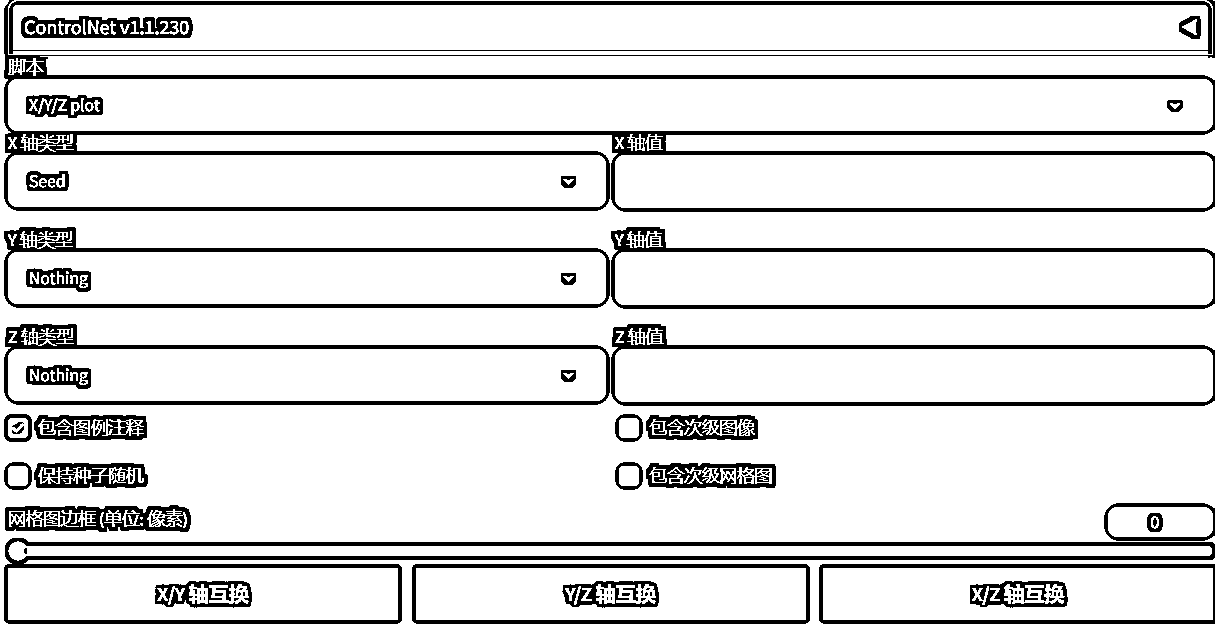 ControlNet v1.1.230
脚本
X/Y/Z plot
X 轴类型
X 轴值
Seed
Y 轴类型
Y 轴值
Nothing
Z 轴类型
Z 轴值
Nothing
包含图例注释
包含次级图像
保持种子随机
包含次级网格图
网格图边框 (单位: 像素)
0
X/Y 轴互换
Y/Z 轴互换
X/Z 轴互换